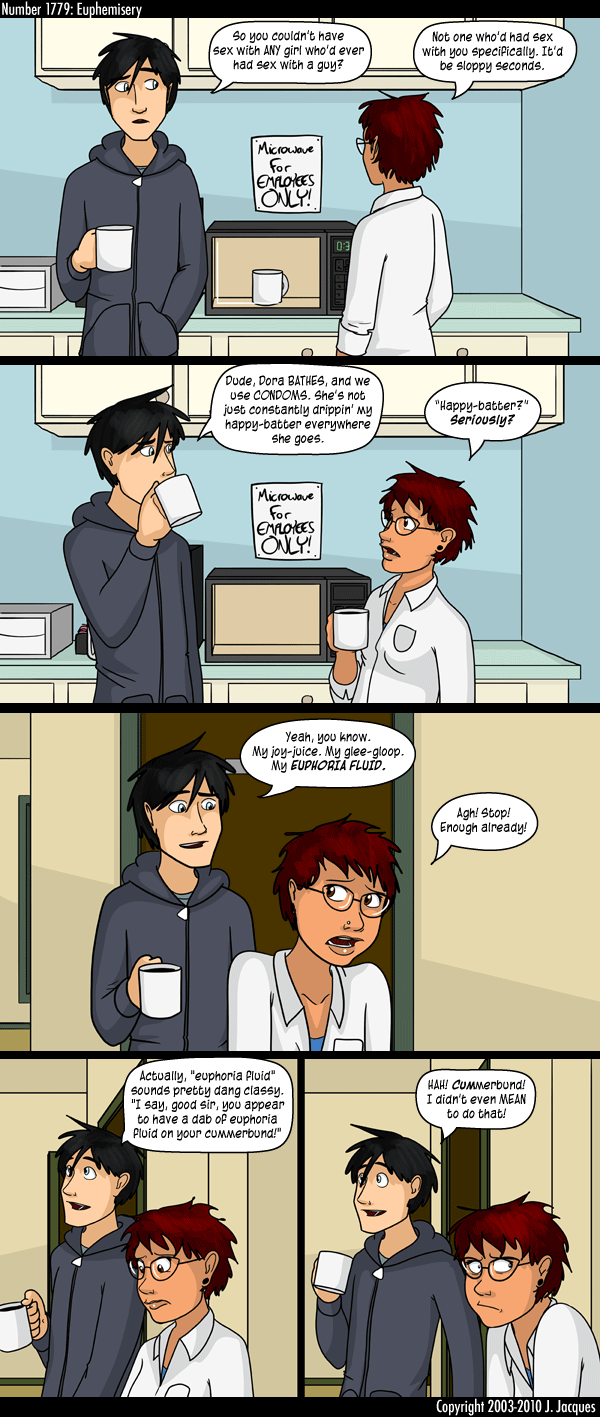 Number 1779: Euphemisery
So you couldn't have
sex with ANY girl who'd ever
had sex with a guy?
Not one who'd had sex
with you specifically. It'd
be sloppy seconds.
Microwave
For
EMPLOYEES
ONLY!
0:3
Dude, Dora BATHES, and we
use CONDOMS. She's not
just constantly drippin' my
happy-batter everywhere
she goes.
"Happy-batter?"
Seriously?
Microwave
For
EMPLOYEES
ONLY!
Yeah, you know.
My joy-juice. My glee-gloop.
My EUPHORIA FLUID.
Agh! Stop!
Enough already!
Actually, "euphoria fluid"
sounds pretty dang classy.
"I say, good sir, you appear
to have a dab of euphoria
fluid on your cummerbund!"
HAH! CUMmerbund!
I didn't even MEAN
to do that!
Copyright 2003-2010 J. Jacques